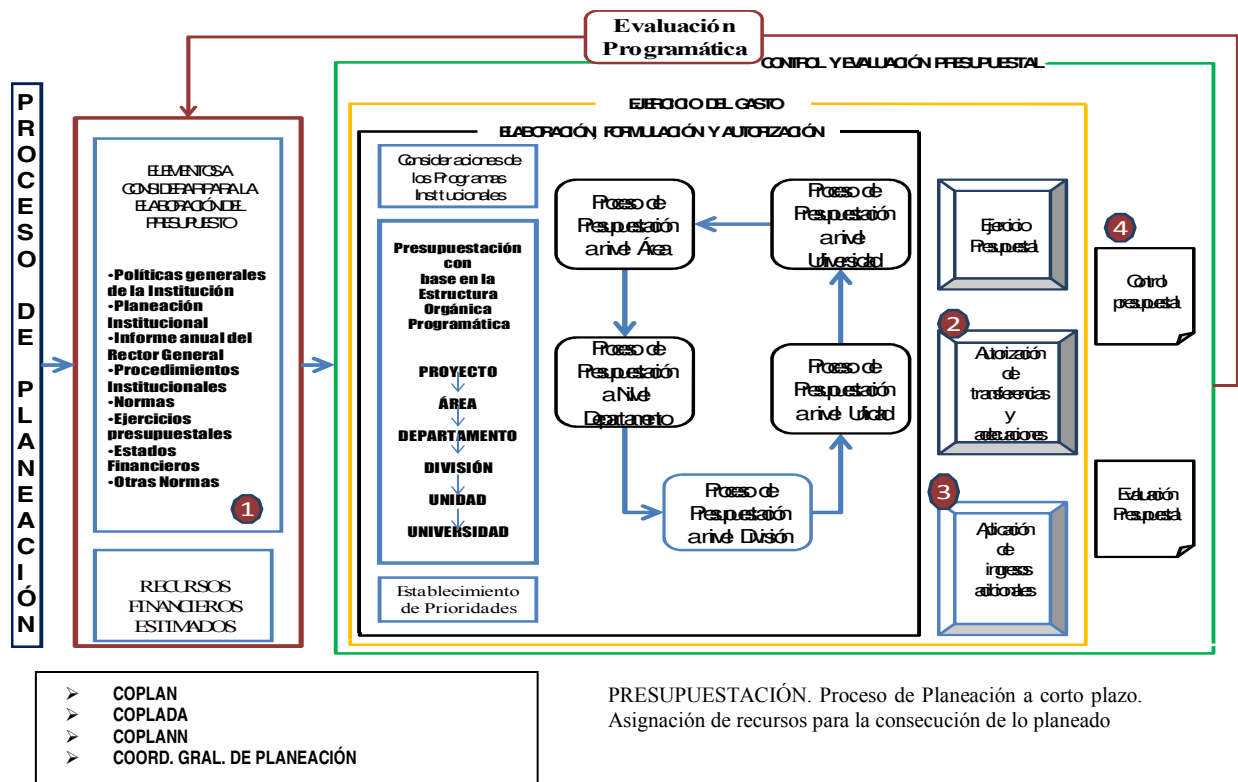 Evaluación
Programática
CONTROL Y EVALUACIÓN PRESUPUESTAL
EJERCICIO DEL GASTO
ELABORACIÓN, FORMULACIÓN Y AUTORIZACIÓN
PROCESO DE PLANEACIÓN
ELEMENTOS A
CONSIDERAR PARA LA
ELABORACIÓN DEL
PRESUPUESTO
•Políticas generales
de la Institución
•Planeación
Institucional
•Informe anual del
Rector General
•Procedimientos
Institucionales
•Normas
•Ejercicios
presupuestales
•Estados
Financieros
•Otras Normas
1
RECURSOS
FINANCIEROS
ESTIMADOS
Consideraciones de
los Programas
Institucionales
Presupuestación
con
base en la
Estructura
Orgánica
Programática
PROYECTO
ÁREA
DEPARTAMENTO
DIVISIÓN
UNIDAD
UNIVERSIDAD
Establecimiento
de Prioridades
Proceso de
Presupuestación
a nivel Área
Proceso de
Presupuestación
a nivel
Universidad
Proceso de
Presupuestación
a Nivel
Departamento
Proceso de
Presupuestación
a nivel Unidad
Proceso de
Presupuestación
a nivel División
Ejercicio
Presupuestal
2
Autorización
de
transferencias
y
adecuaciones
3
Aplicación
de
ingresos
adicionales
4
Control
presupuestal
Evaluación
Presupuestal
➢ COPLAN
➢ COPLADA
➢ COPLANN
➢ COORD. GRAL. DE PLANEACIÓN
PRESUPUESTACIÓN. Proceso de Planeación a corto plazo.
Asignación de recursos para la consecución de lo planeado